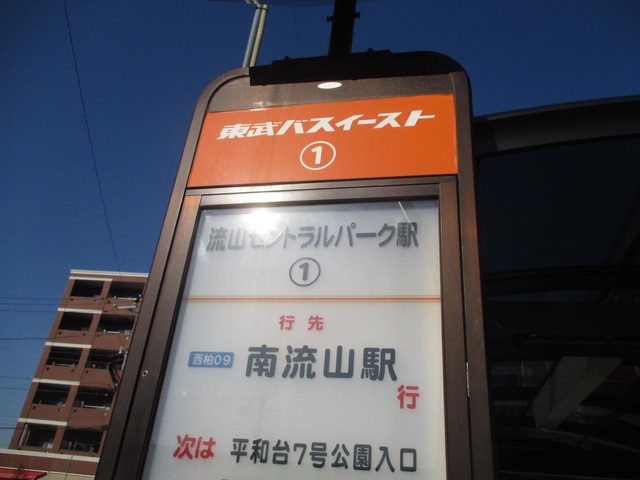 東武バスイースト
①
流山セントラルパーク駅
①
行先
西柏09 南流山駅
行
次は 平和台7号公園入口